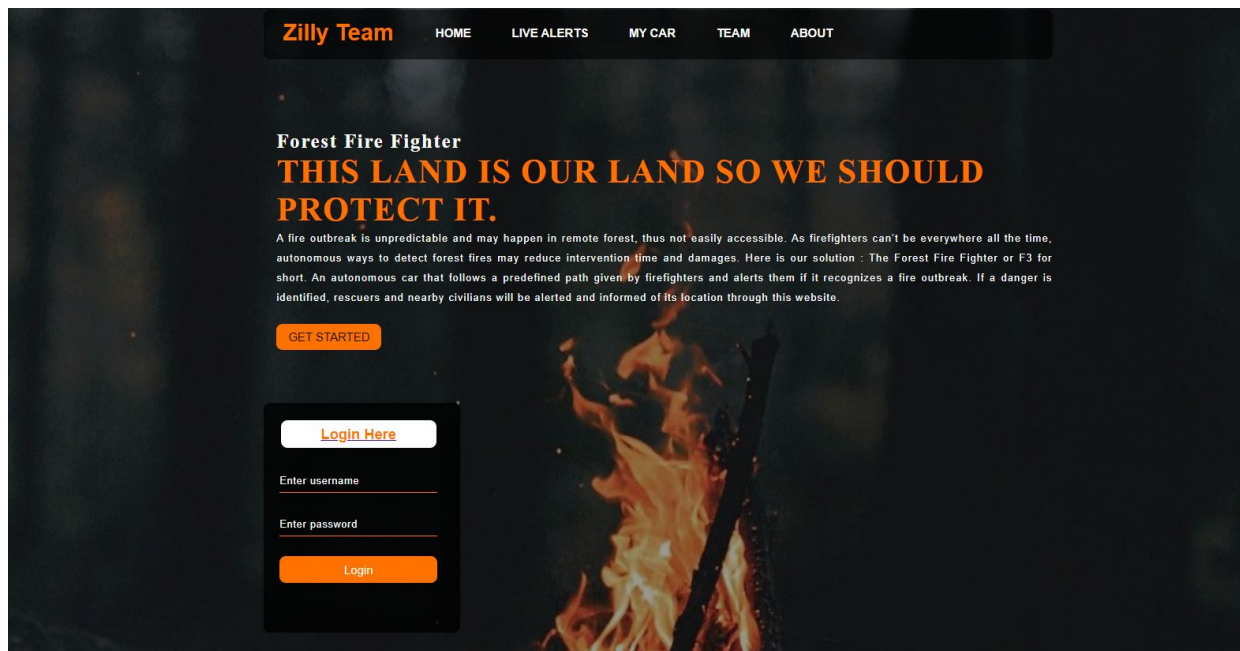 Zilly Team HOME LIVE ALERTS MY CAR TEAM ABOUT
Forest Fire Fighter
THIS LAND IS OUR LAND SO WE SHOULD
PROTECT IT.
A fire outbreak is unpredictable and may happen in remote forest, thus not easily accessible. As firefighters can't be everywhere all the time,
autonomous ways to detect forest fires may reduce intervention time and damages. Here is our solution : The Forest Fire Fighter or F3 for
short. An autonomous car that follows a predefined path given by firefighters and alerts them if it recognizes a fire outbreak. If a danger is
identified, rescuers and nearby civilians will be alerted and informed of its location through this website.
GET STARTED
Login Here
Enter username
Enter password
Login